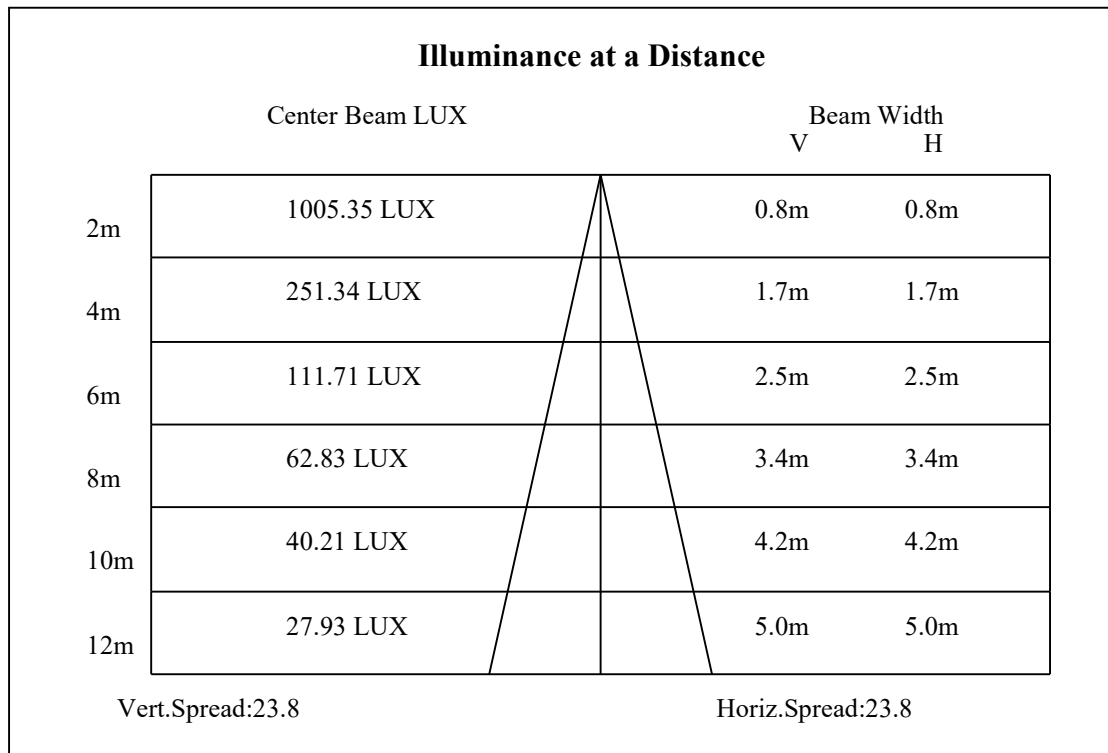 Illuminance at a Distance
Center Beam LUX Beam Width
V H
2m 1005.35 LUX 0.8m 0.8m
4m 251.34 LUX 1.7m 1.7m
6m 111.71 LUX 2.5m 2.5m
8m 62.83 LUX 3.4m 3.4m
10m 40.21 LUX 4.2m 4.2m
12m 27.93 LUX 5.0m 5.0m
Vert.Spread:23.8 Horiz.Spread:23.8